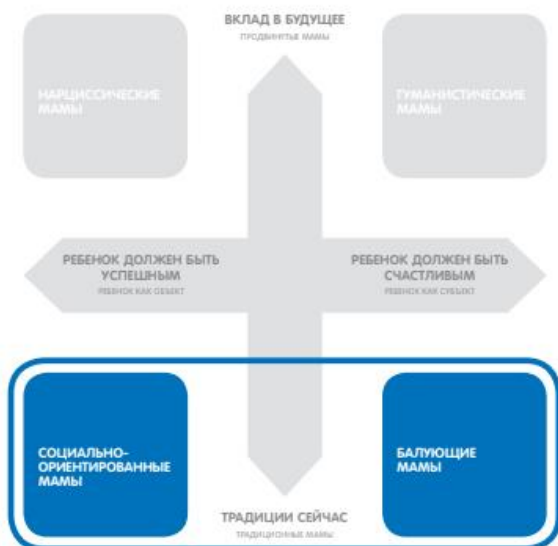 ВКЛАД В БУДУЩЕЕ
ПРОДВИНУТЫЕ МАМЫ
НАРЦИССИЧЕСКИЕ
МАМЫ
ГУМАНИСТИЧЕСКИЕ
МАМЫ
РЕБЕНОК ДОЛЖЕН БЫТЬ
УСПЕШНЫМ
РЕБЕНОК КАК ОБЪЕКТ
РЕБЕНОК ДОЛЖЕН БЫТЬ
СЧАСТЛИВЫМ
РЕБЕНОК КАК СУБЪЕКТ
СОЦИАЛЬНО-
ОРИЕНТИРОВАННЫЕ
МАМЫ
БАЛУЮЩИЕ
МАМЫ
ТРАДИЦИИ СЕЙЧАС
ТРАДИЦИОННЫЕ МАМЫ